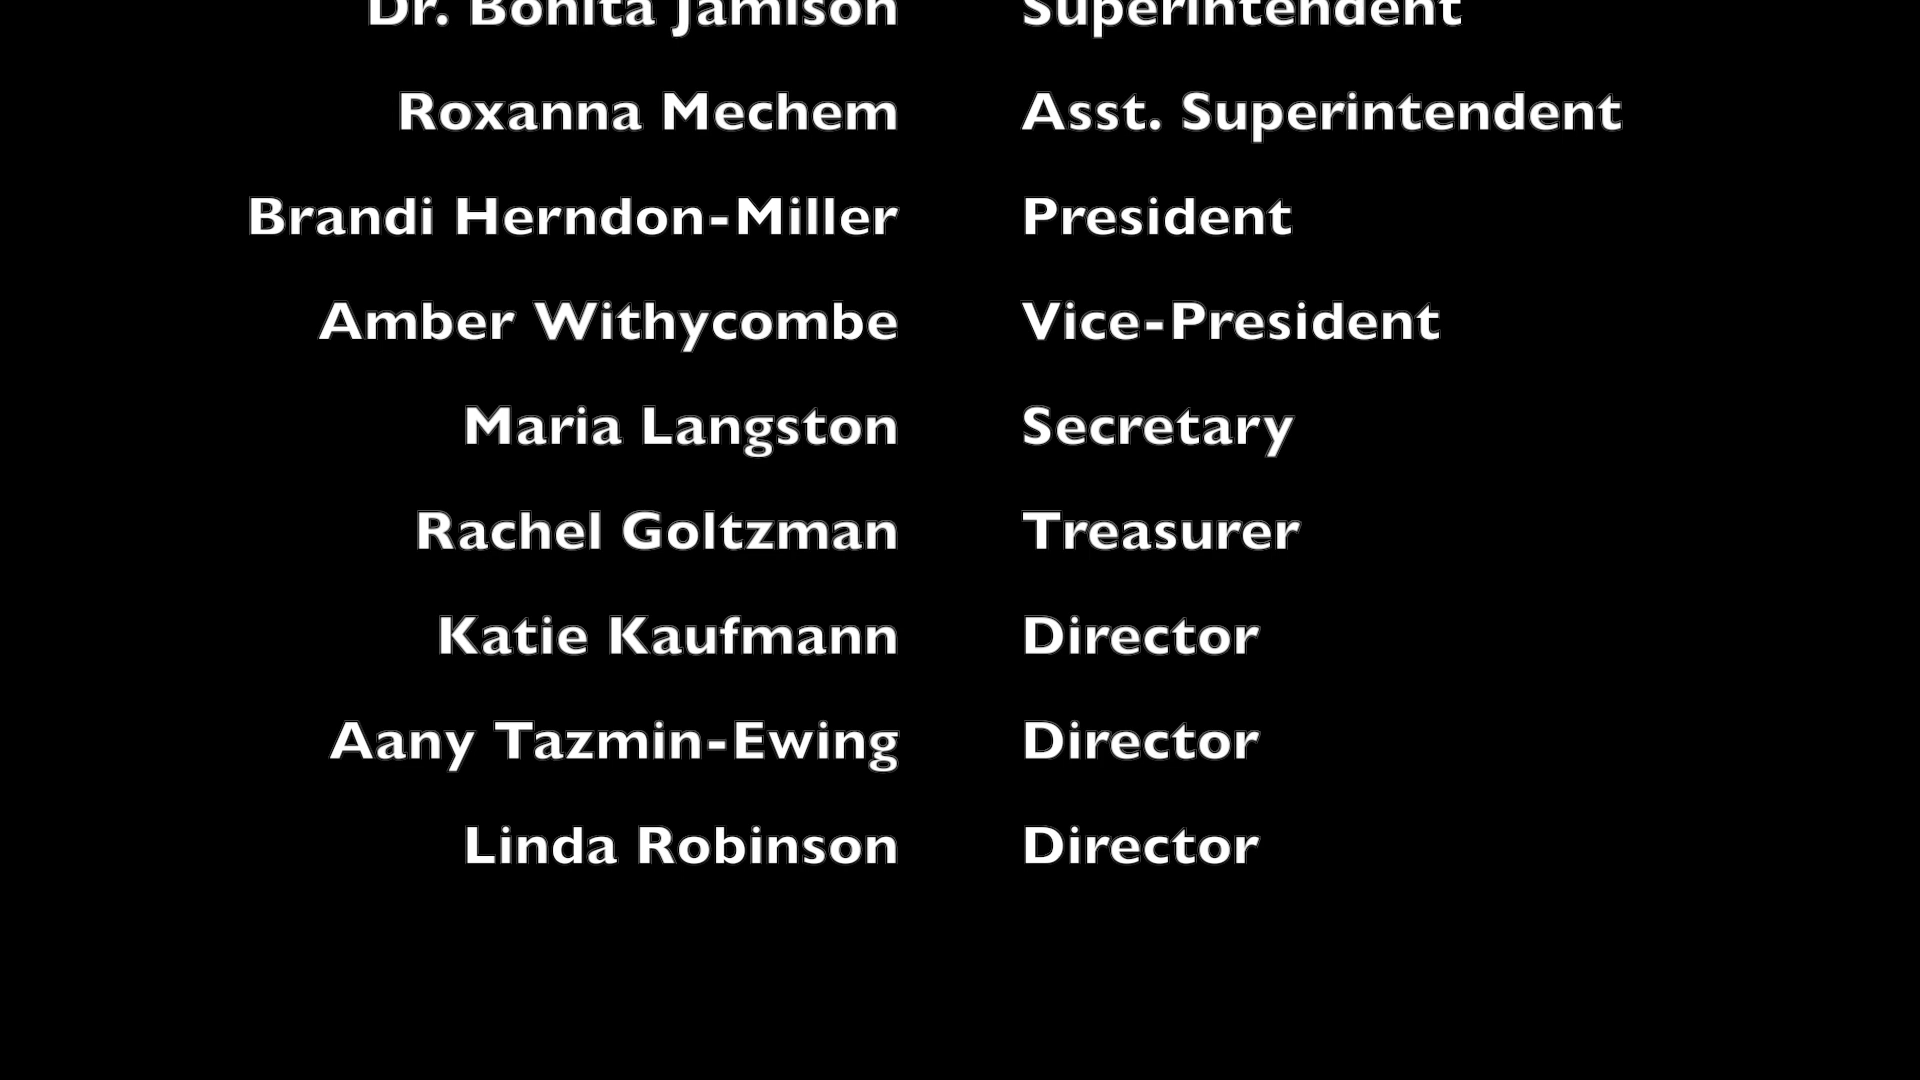 Dr. Bonita Jamison Superintendent
Roxanna Mechem Asst. Superintendent
Brandi Herndon-Miller President
Amber Withycombe Vice-President
Maria Langston Secretary
Rachel Goltzman Treasurer
Katie Kaufmann Director
Aany Tazmin-Ewing Director
Linda Robinson Director